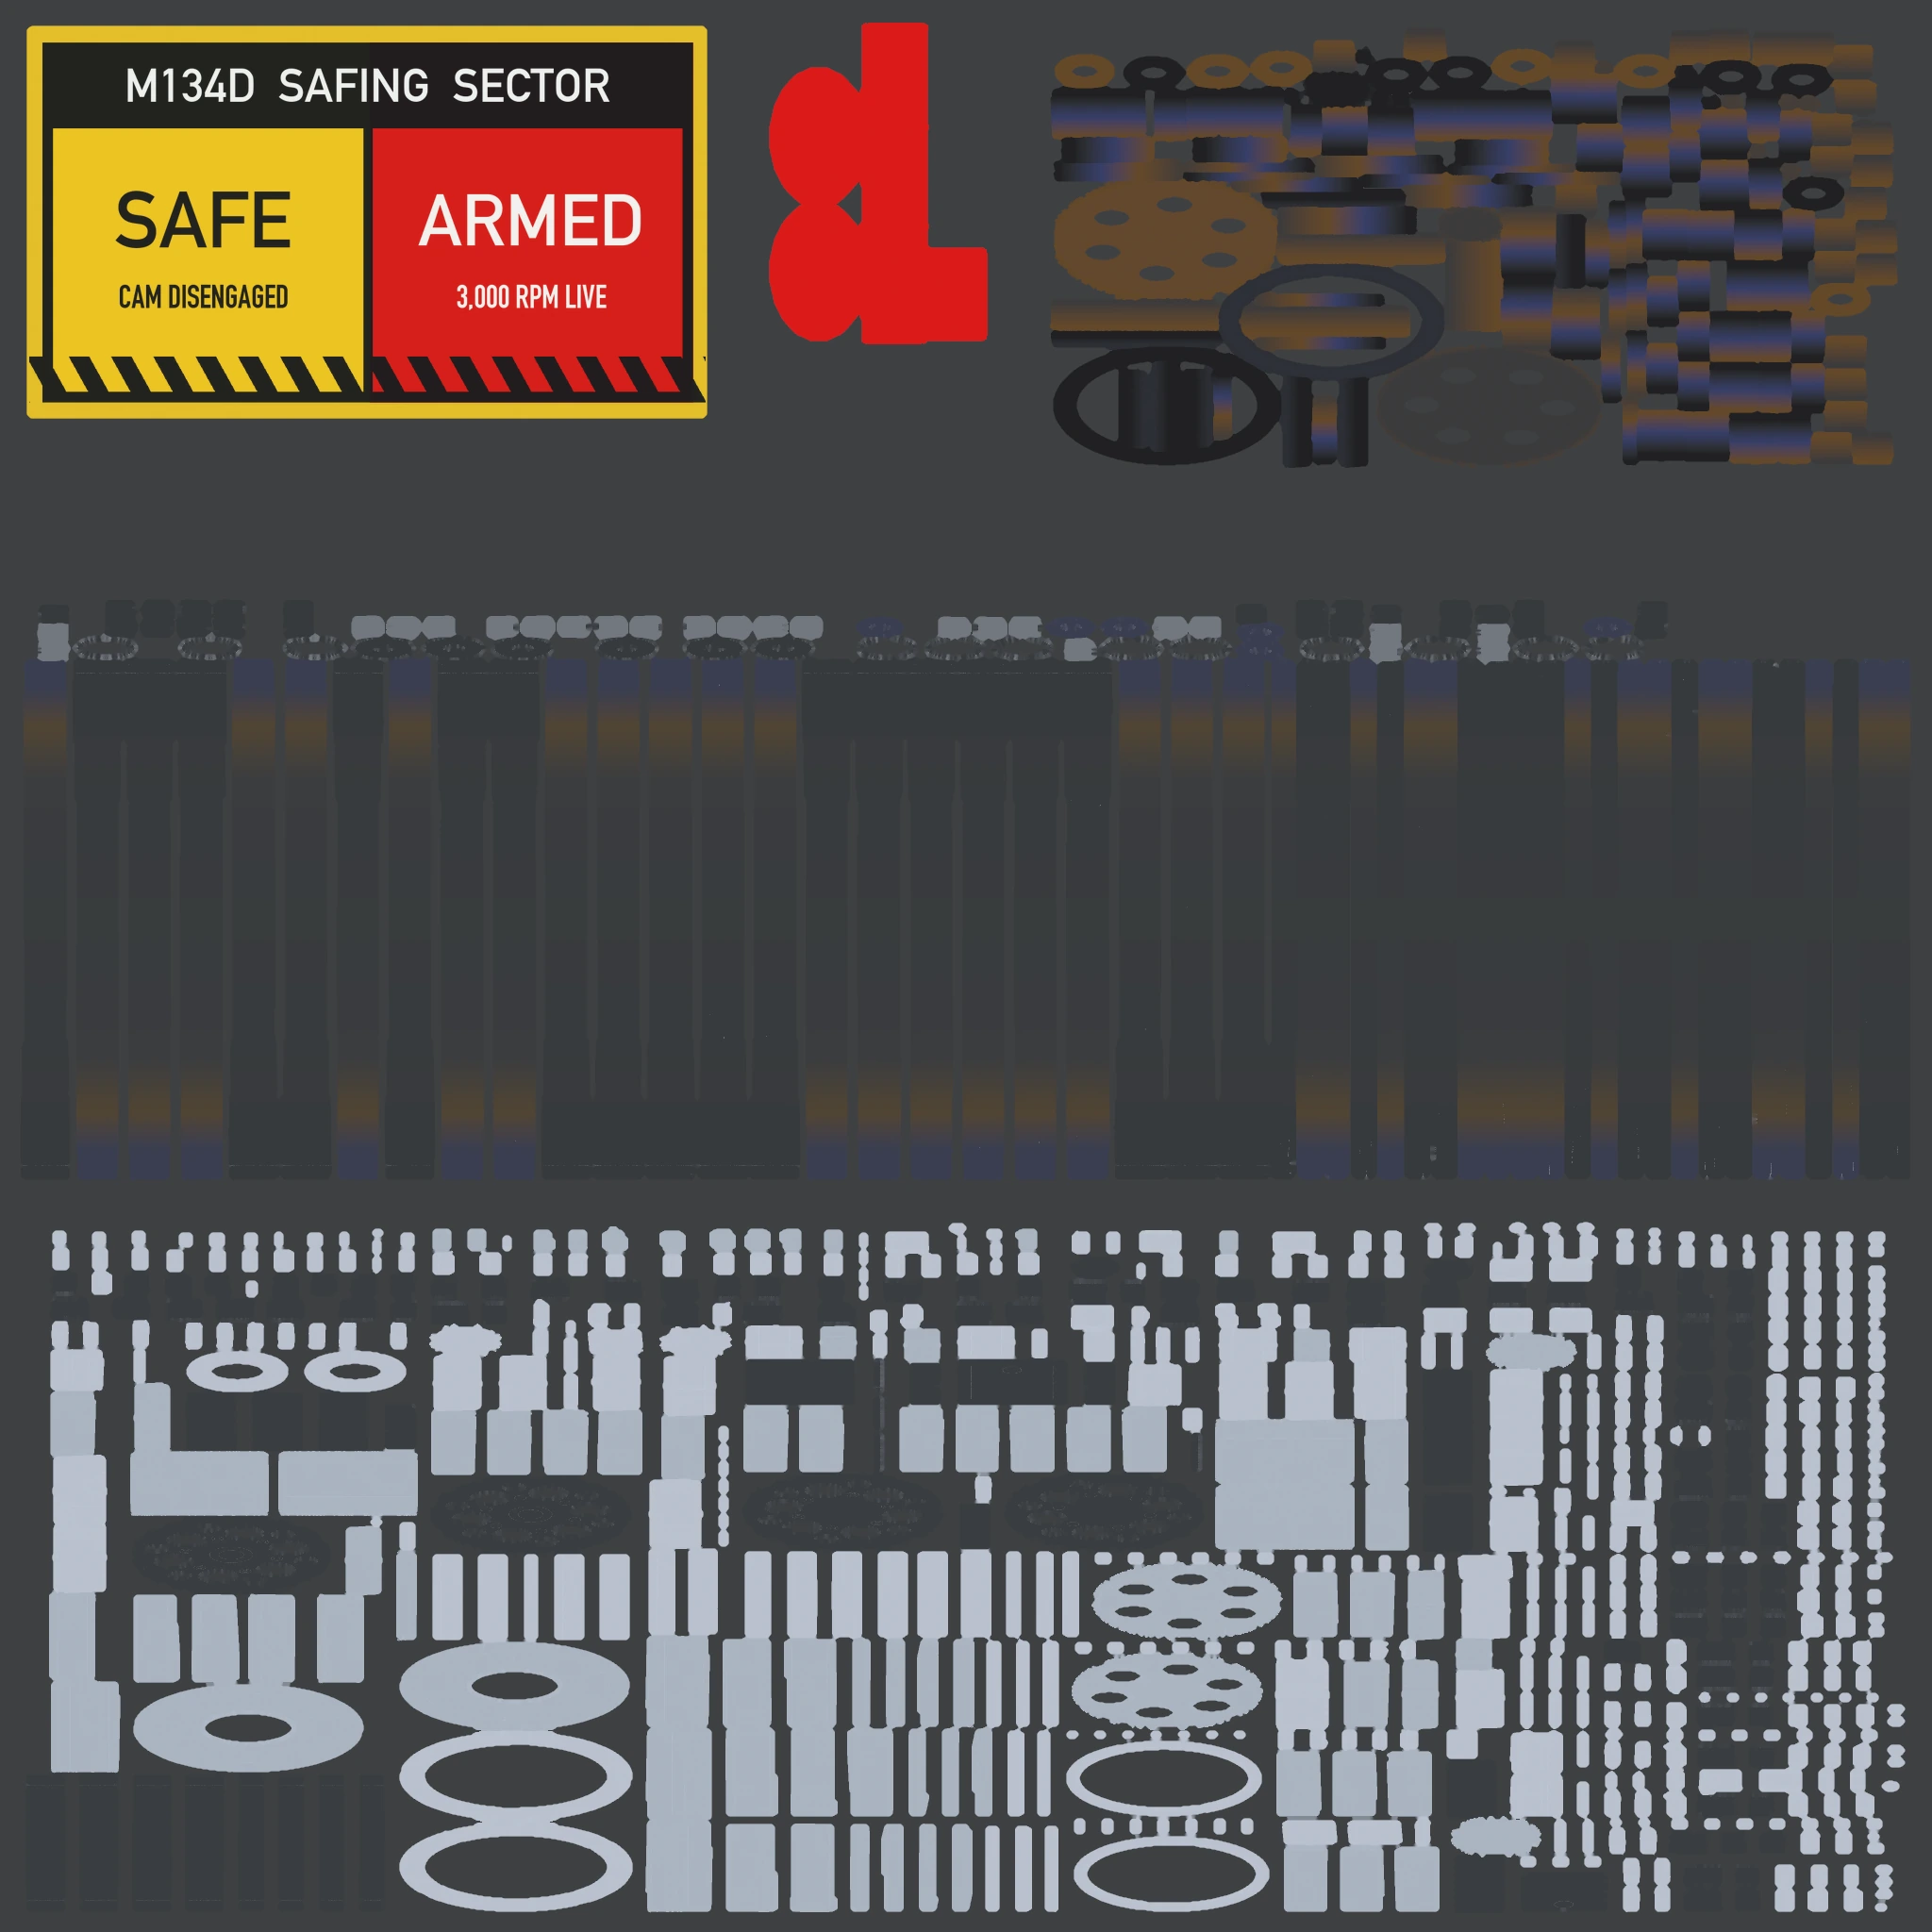 M134D SAFING SECTOR
SAFE
CAM DISENGAGED
ARMED
3,000 RPM LIVE